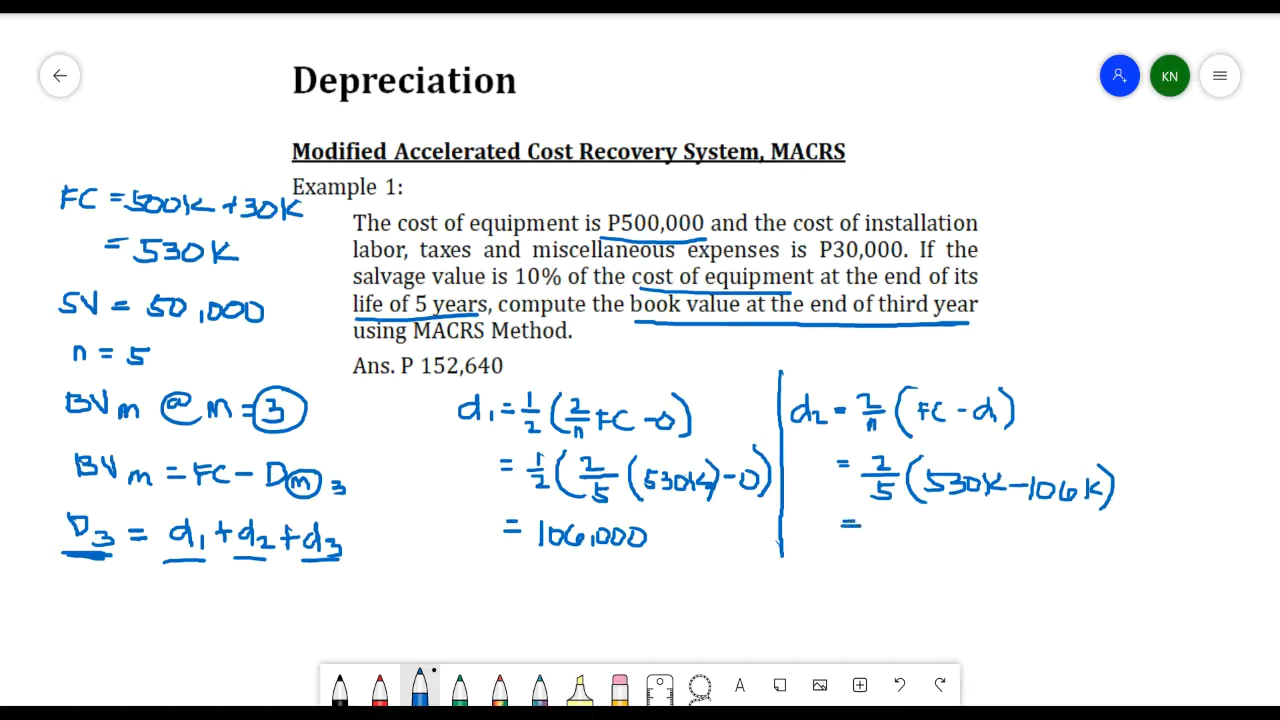 Depreciation
KN
Modified Accelerated Cost Recovery System, MACRS
Example 1:
The cost of equipment is P500,000 and the cost of installation
labor, taxes and miscellaneous expenses is P30,000. If the
salvage value is 10% of the cost of equipment at the end of its
life of 5 years, compute the book value at the end of third year
using MACRS Method.
Ans. P 152,640
FC = 500K + 30K
= 530K
SV = 50,000
n = 5
BVm @ m = 3
BVm = FC - Dm 3
D3 = d1 + d2 + d3
d1 = 1/2 (2/n FC - 0)
= 1/2 (2/5 (530K) - 0)
= 106,000
d2 = 2/n (FC - d1)
= 2/5 (530K - 106K)
=
A